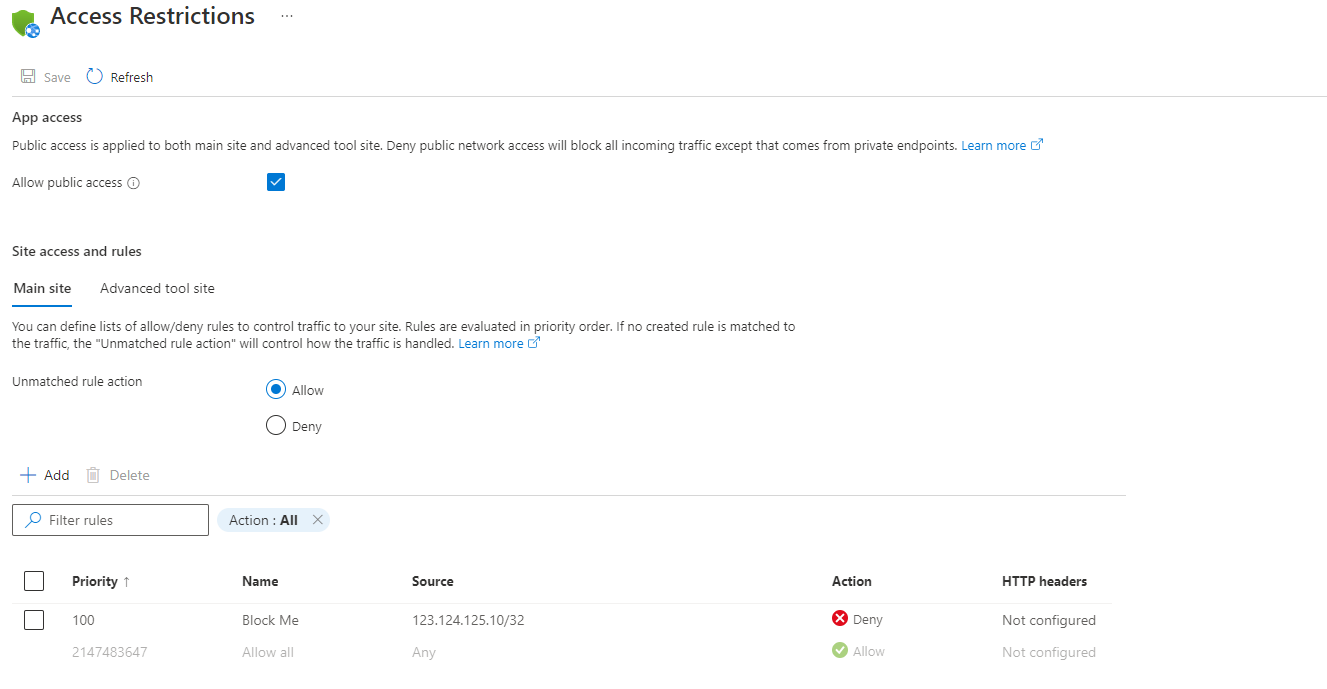 Access Restrictions ...
Save Refresh
App access
Public access is applied to both main site and advanced tool site. Deny public network access will block all incoming traffic except that comes from private endpoints. Learn more
Allow public access
Site access and rules
Main site Advanced tool site
You can define lists of allow/deny rules to control traffic to your site. Rules are evaluated in priority order. If no created rule is matched to
the traffic, the "Unmatched rule action" will control how the traffic is handled. Learn more
Unmatched rule action
Allow
Deny
Add Delete
Filter rules Action : All
Priority ↑ Name Source Action HTTP headers
100 Block Me 123.124.125.10/32 Deny Not configured
2147483647 Allow all Any Allow Not configured